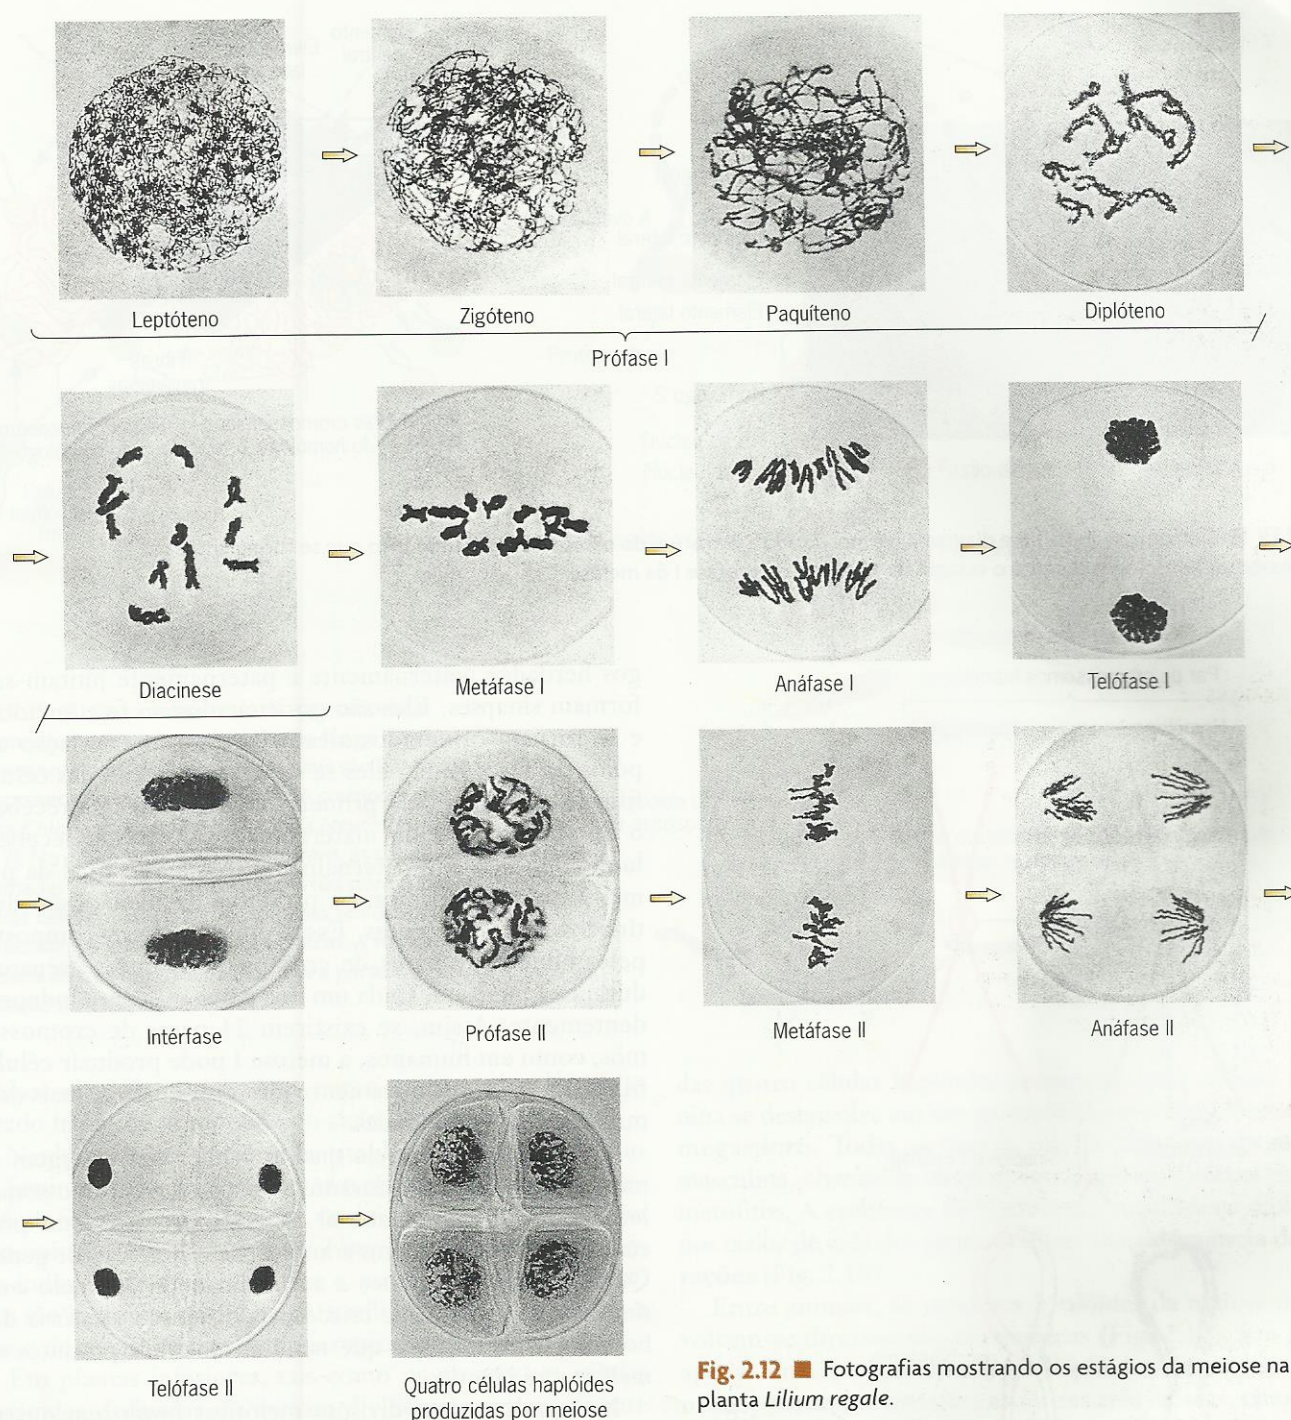 Leptóteno
Zigóteno
Paquíteno
Diplóteno
Prófase I
Diacinese
Metáfase I
Anáfase I
Telófase I
Intérfase
Prófase II
Metáfase II
Anáfase II
Telófase II
Quatro células haplóides
produzidas por meiose
Fig. 2.12 ■ Fotografias mostrando os estágios da meiose na
planta Lilium regale.